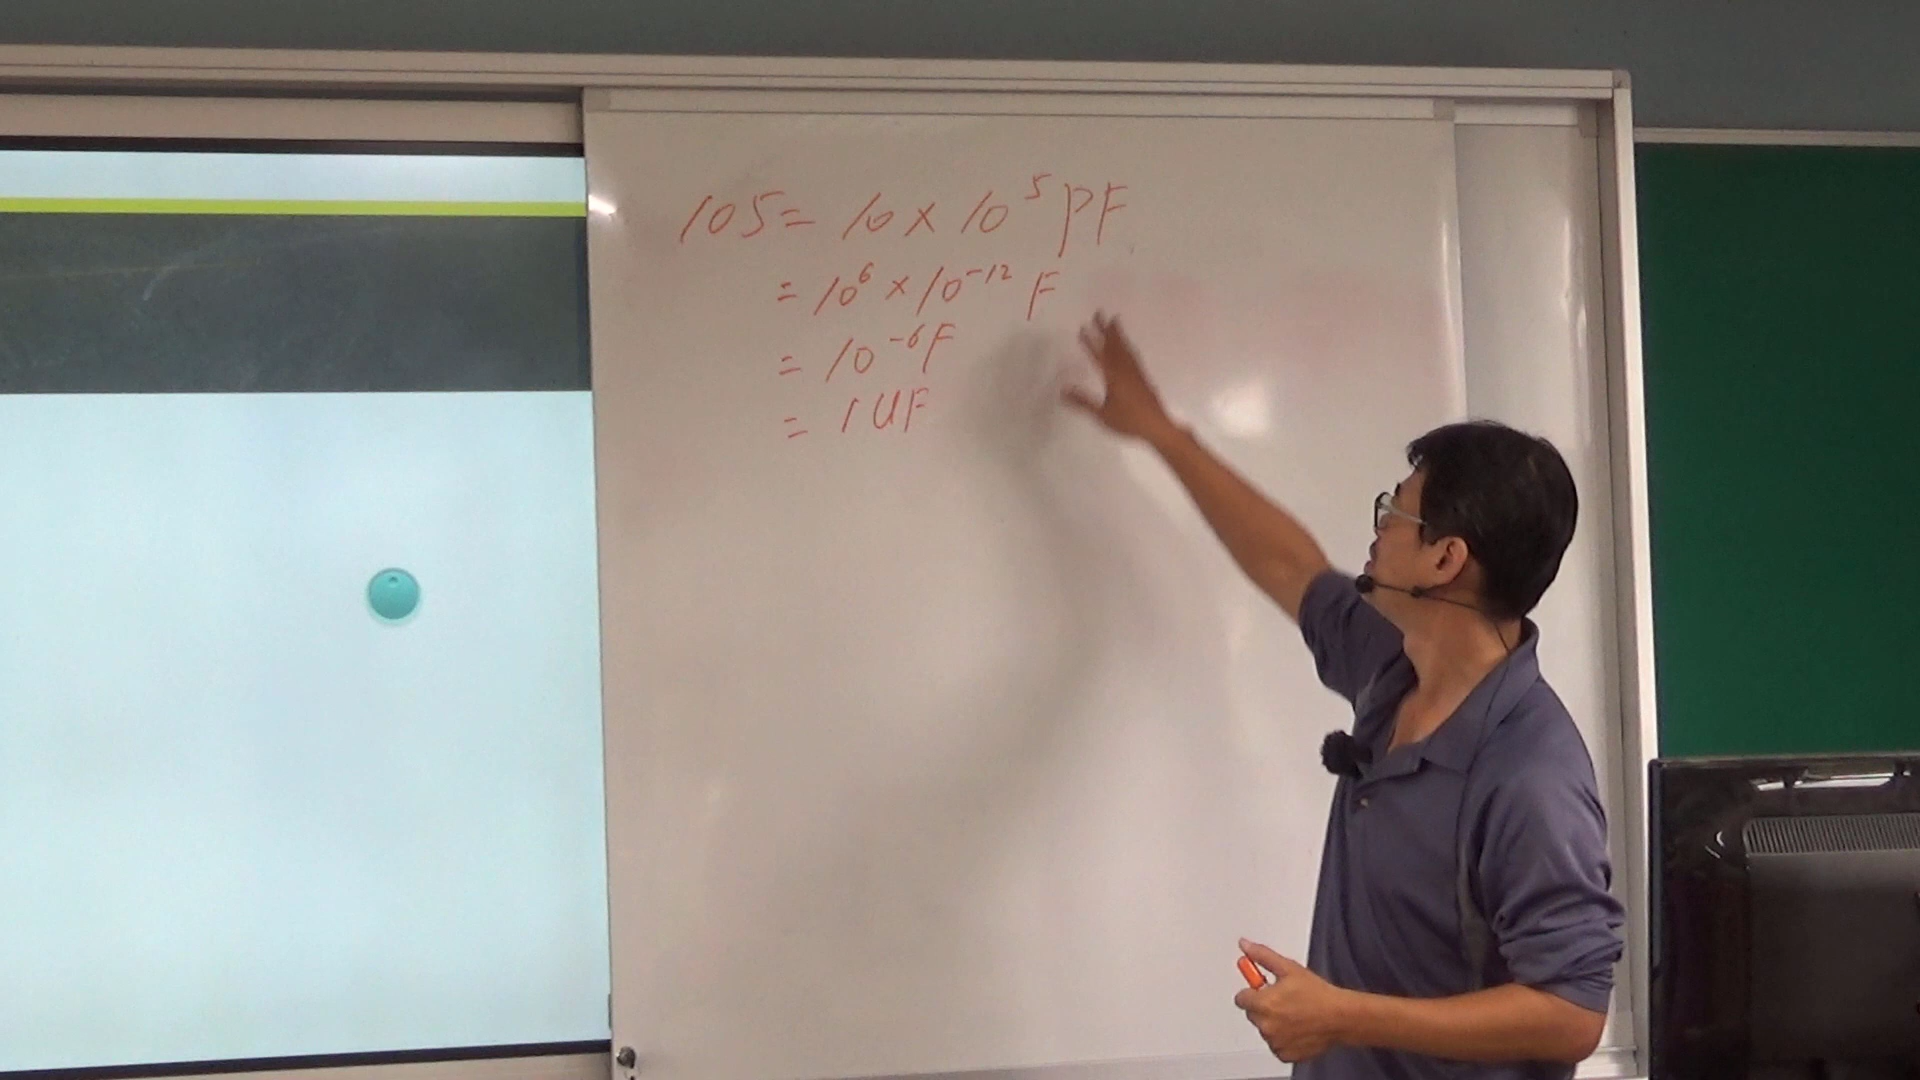 105 = 10 × 10⁵ PF
= 10⁶ × 10⁻¹² F
= 10⁻⁶ F
= 1 UF